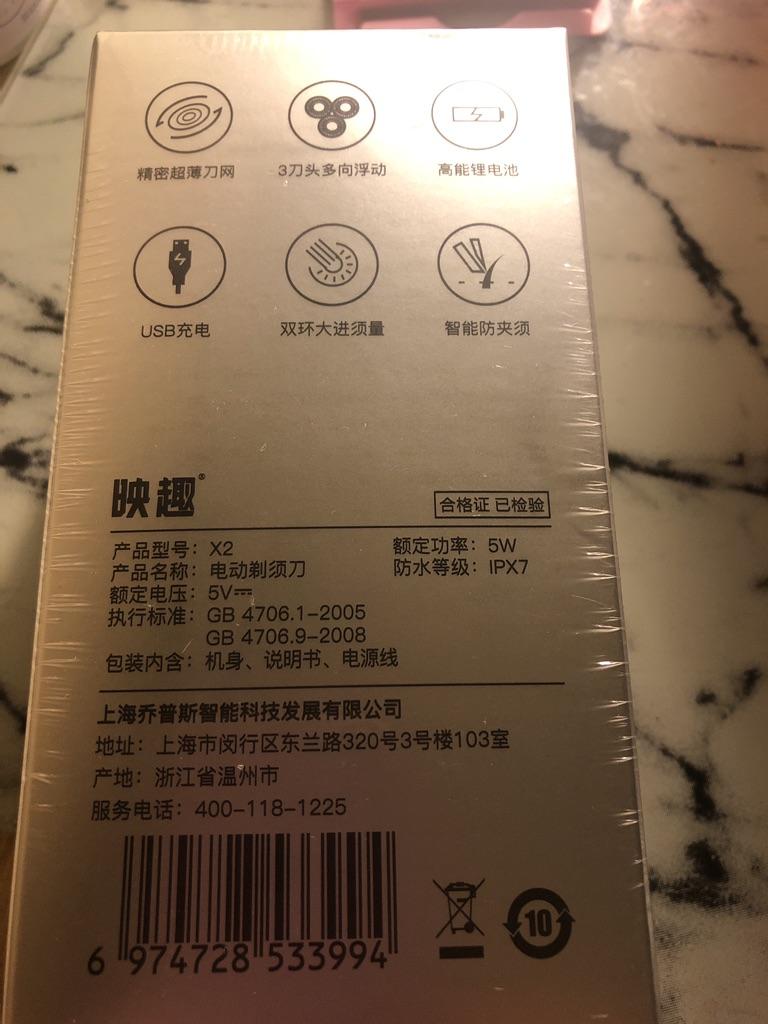 精密超薄刀网 3刀头多向浮动 高能锂电池
USB充电 双环大进须量 智能防夹须
映趣® 合格证 已检验
产品型号：X2 额定功率：5W
产品名称：电动剃须刀 防水等级：IPX7
额定电压：5V⎓
执行标准：GB 4706.1-2005
GB 4706.9-2008
包装内含：机身、说明书、电源线
上海乔普斯智能科技发展有限公司
地址：上海市闵行区东兰路320号3号楼103室
产地：浙江省温州市
服务电话：400-118-1225
6 974728 533994
10